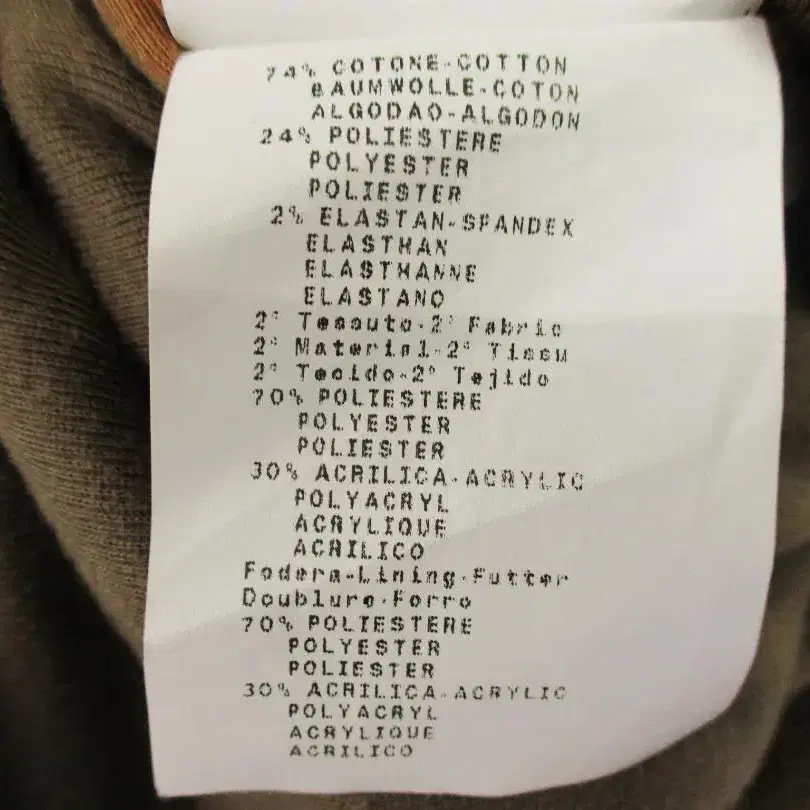 74% COTONE-COTTON
BAUMWOLLE-COTON
ALGODAO-ALGODON
24% POLIESTERE
POLYESTER
POLIESTER
2% ELASTAN-SPANDEX
ELASTHAN
ELASTHANNE
ELASTANO
2° Tessuto-2° Fabric
2° Material-2° Tissu
2° Tecido-2° Tejido
70% POLIESTERE
POLYESTER
POLIESTER
30% ACRILICA-ACRYLIC
POLYACRYL
ACRYLIQUE
ACRILICO
Fodera-Lining-Futter
Doublure-Forro
70% POLIESTERE
POLYESTER
POLIESTER
30% ACRILICA-ACRYLIC
POLYACRYL
ACRYLIQUE
ACRILICO